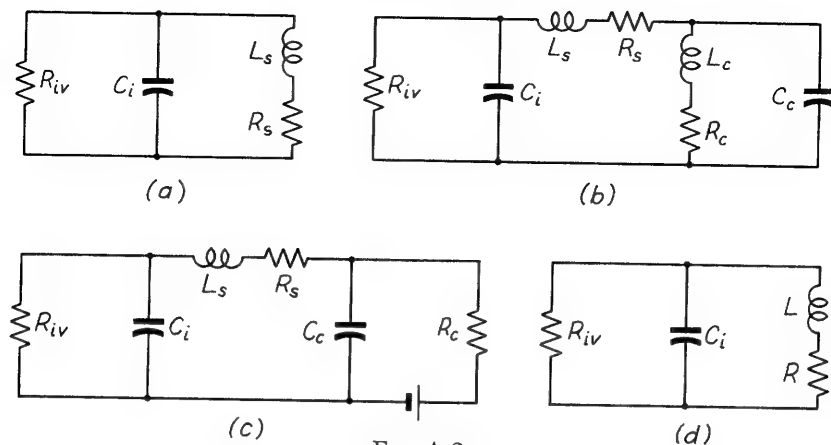 R_iv C_i L_s R_s
(a)
R_iv C_i L_s R_s L_c R_c C_c
(b)
R_iv C_i L_s R_s C_c R_c
(c)
R_iv C_i L R
(d)